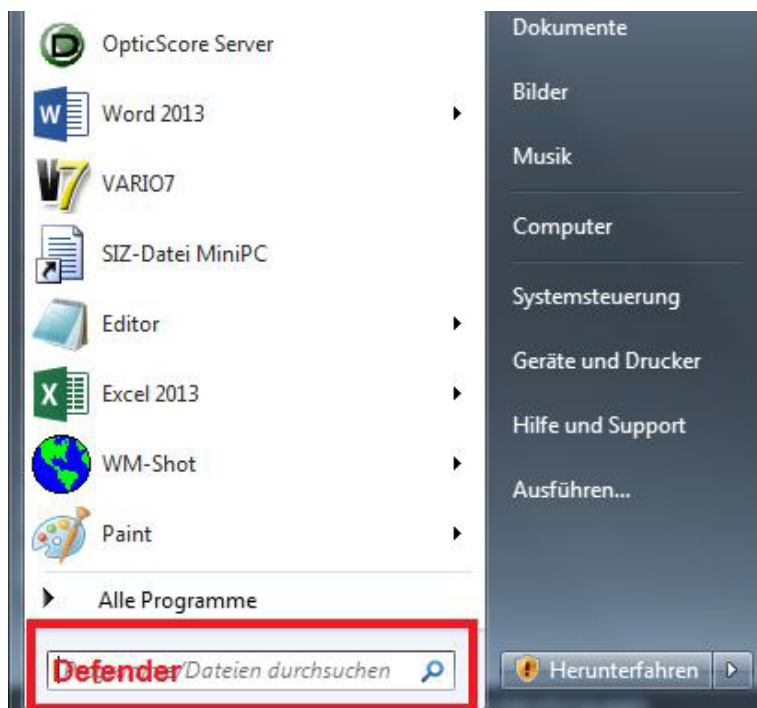 OpticScore Server
Word 2013
VARIO7
SIZ-Datei MiniPC
Editor
Excel 2013
WM-Shot
Paint
Alle Programme
Defender
/Dateien durchsuchen
Dokumente
Bilder
Musik
Computer
Systemsteuerung
Geräte und Drucker
Hilfe und Support
Ausführen...
Herunterfahren